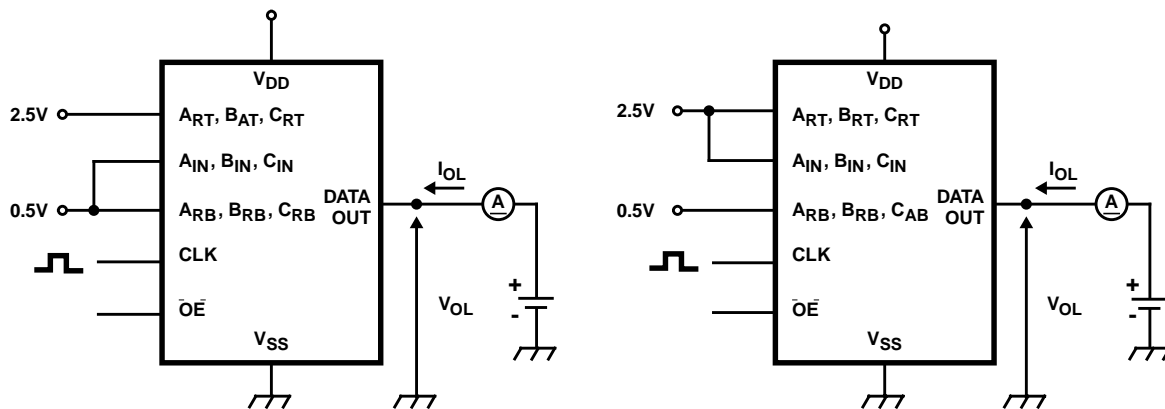 VDD
2.5V
ART, BAT, CRT
AIN, BIN, CIN
0.5V
ARB, BRB, CRB
DATA
OUT
IOL
A
CLK
OE
VSS
VOL
+
-
VDD
2.5V
ART, BRT, CRT
AIN, BIN, CIN
0.5V
ARB, BRB, CAB
DATA
OUT
IOL
A
CLK
OE
VSS
VOL
+
-